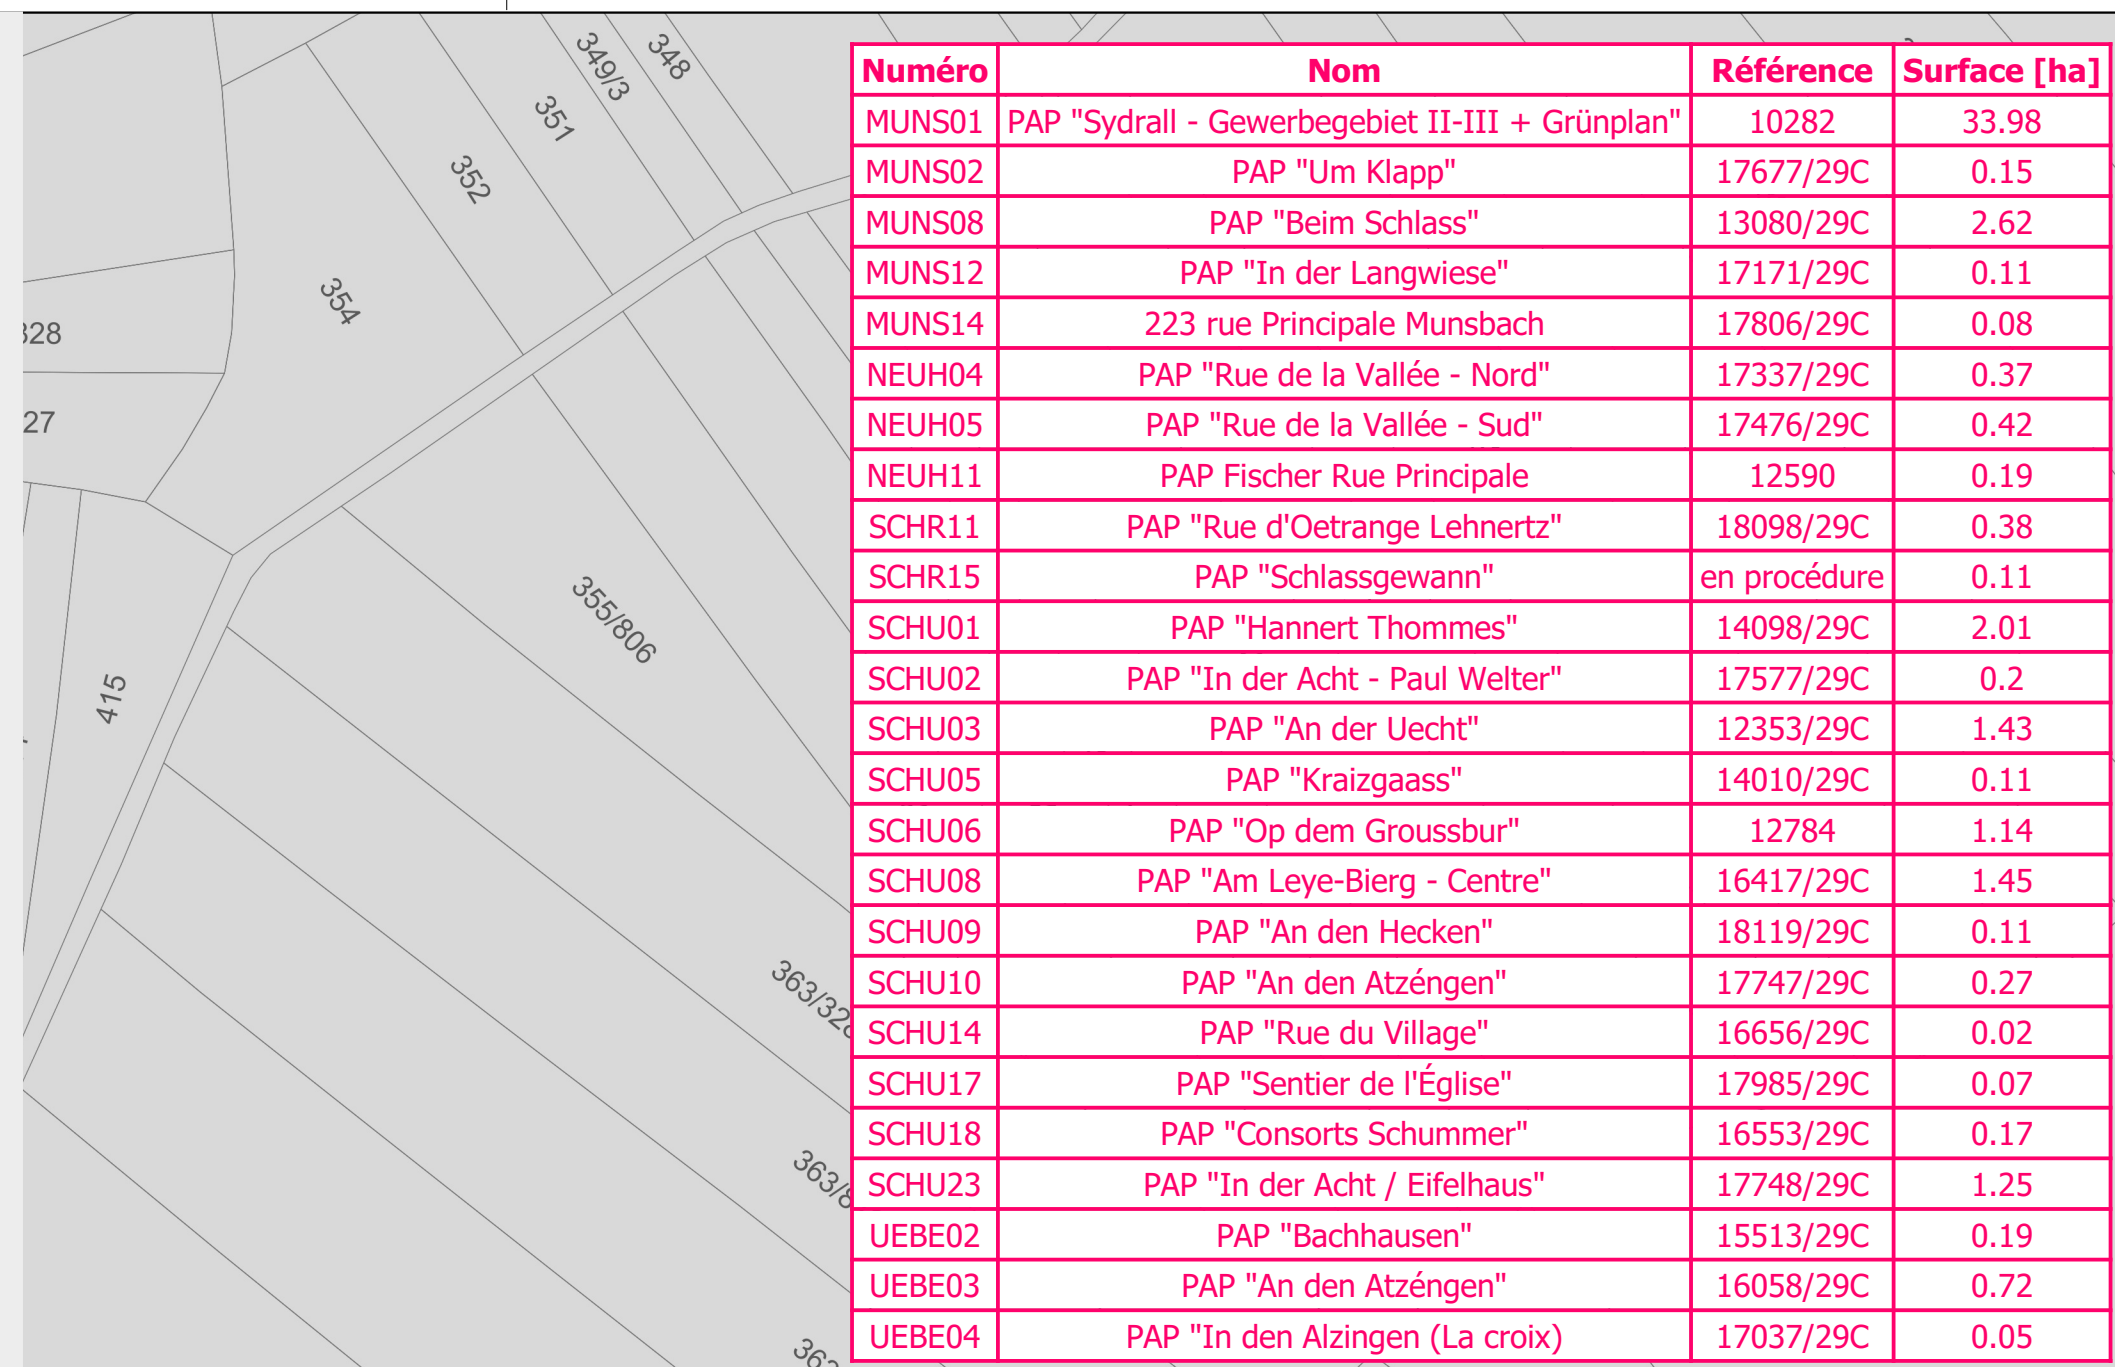 349/3
348
351
352
354
328
27
415
355/806
363/8
Numéro Nom Référence Surface [ha]
MUNS01 PAP "Sydrall - Gewerbegebiet II-III + Grünplan" 10282 33.98
MUNS02 PAP "Um Klapp" 17677/29C 0.15
MUNS08 PAP "Beim Schlass" 13080/29C 2.62
MUNS12 PAP "In der Langwiese" 17171/29C 0.11
MUNS14 223 rue Principale Munsbach 17806/29C 0.08
NEUH04 PAP "Rue de la Vallée - Nord" 17337/29C 0.37
NEUH05 PAP "Rue de la Vallée - Sud" 17476/29C 0.42
NEUH11 PAP Fischer Rue Principale 12590 0.19
SCHR11 PAP "Rue d'Oetrange Lehnertz" 18098/29C 0.38
SCHR15 PAP "Schlassgewann" en procédure 0.11
SCHU01 PAP "Hannert Thommes" 14098/29C 2.01
SCHU02 PAP "In der Acht - Paul Welter" 17577/29C 0.2
SCHU03 PAP "An der Uecht" 12353/29C 1.43
SCHU05 PAP "Kraizgaass" 14010/29C 0.11
SCHU06 PAP "Op dem Groussbur" 12784 1.14
SCHU08 PAP "Am Leye-Bierg - Centre" 16417/29C 1.45
SCHU09 PAP "An den Hecken" 18119/29C 0.11
SCHU10 PAP "An den Atzéngen" 17747/29C 0.27
SCHU14 PAP "Rue du Village" 16656/29C 0.02
SCHU17 PAP "Sentier de l'Église" 17985/29C 0.07
SCHU18 PAP "Consorts Schummer" 16553/29C 0.17
SCHU23 PAP "In der Acht / Eifelhaus" 17748/29C 1.25
UEBE02 PAP "Bachhausen" 15513/29C 0.19
UEBE03 PAP "An den Atzéngen" 16058/29C 0.72
UEBE04 PAP "In den Alzingen (La croix) 17037/29C 0.05